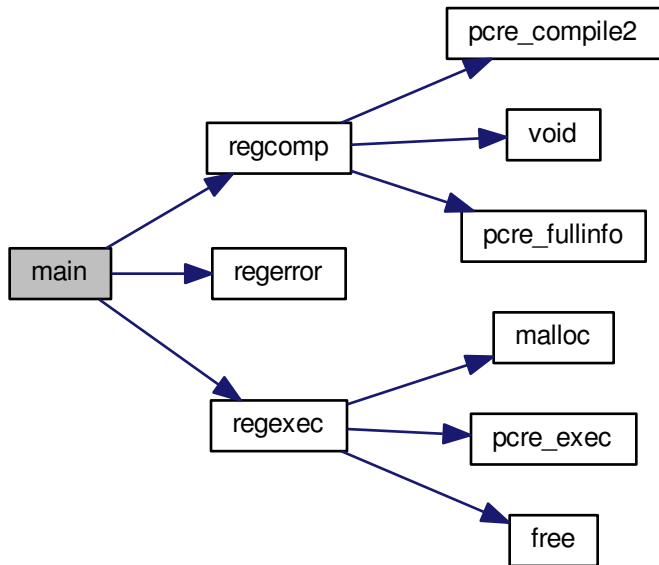 pcre_compile2
void
regcomp
pcre_fullinfo
main
regerror
malloc
regexec
pcre_exec
free